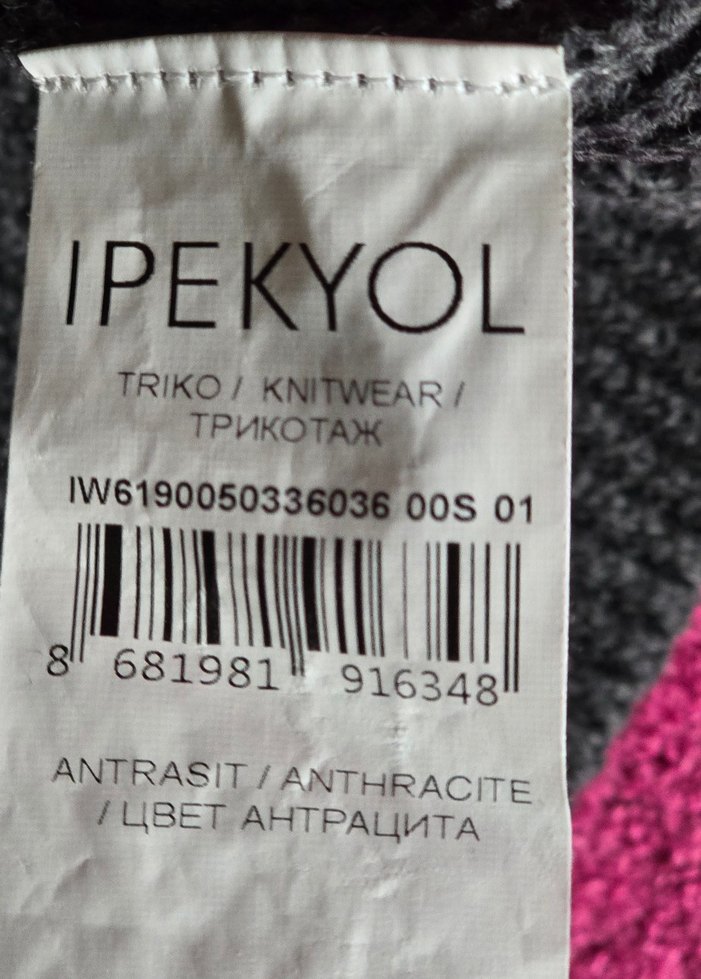 IPEKYOL
TRIKO / KNITWEAR /
ТРИКОТАЖ
IW6190050336036 00S 01
8 681981 916348
ANTRASIT / ANTHRACITE
/ ЦВЕТ АНТРАЦИТА